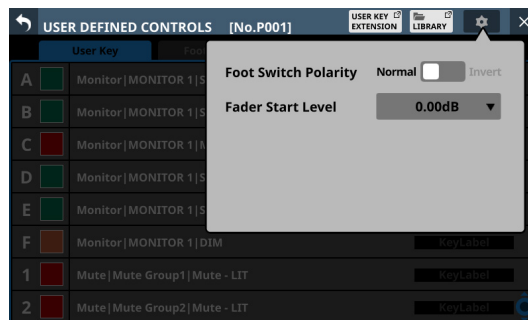 USER DEFINED CONTROLS [No.P001] USER KEY EXTENSION LIBRARY
User Key Foo
Foot Switch Polarity Normal Invert
Fader Start Level 0.00dB
A Monitor|MONITOR 1|S
B Monitor|MONITOR 1|S
C Monitor|MONITOR 1|M
D Monitor|MONITOR 1|S
E Monitor|MONITOR 1|S
F Monitor|MONITOR 1|DIM KeyLabel
1 Mute|Mute Group1|Mute - LIT KeyLabel
2 Mute|Mute Group2|Mute - LIT KeyLabel